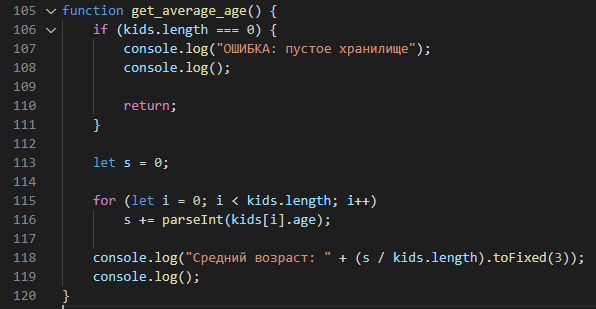 105 function get_average_age() {
106 if (kids.length === 0) {
107 console.log("ОШИБКА: пустое хранилище");
108 console.log();
109
110 return;
111 }
112
113 let s = 0;
114
115 for (let i = 0; i < kids.length; i++)
116 s += parseInt(kids[i].age);
117
118 console.log("Средний возраст: " + (s / kids.length).toFixed(3));
119 console.log();
120 }